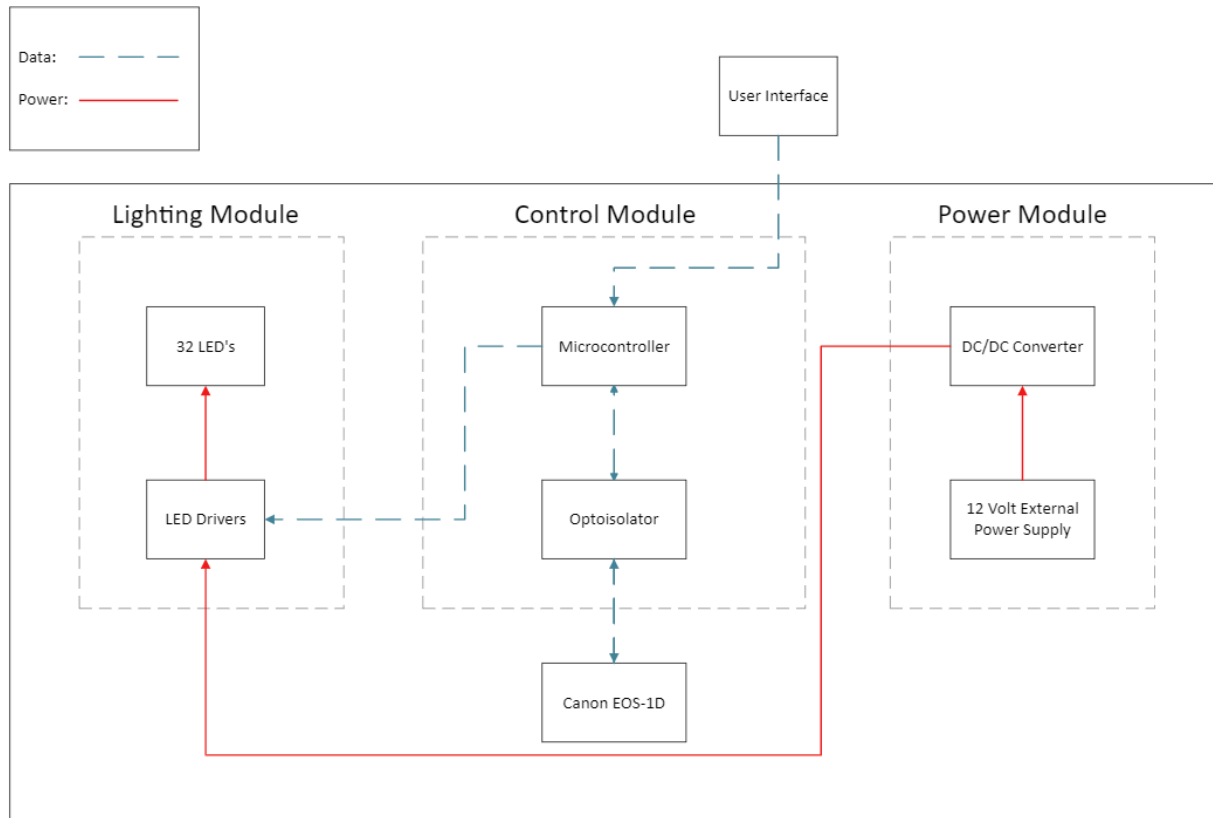 Data:
Power:
User Interface
Lighting Module
Control Module
Power Module
32 LED's
Microcontroller
DC/DC Converter
LED Drivers
Optoisolator
12 Volt External
Power Supply
Canon EOS-1D